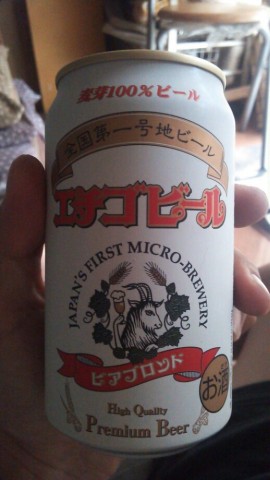 麦芽100%ビール
全国第一号地ビール
エチゴビール
JAPAN'S FIRST MICRO-BREWERY
ビアブロンド
お酒
High Quality
Premium Beer